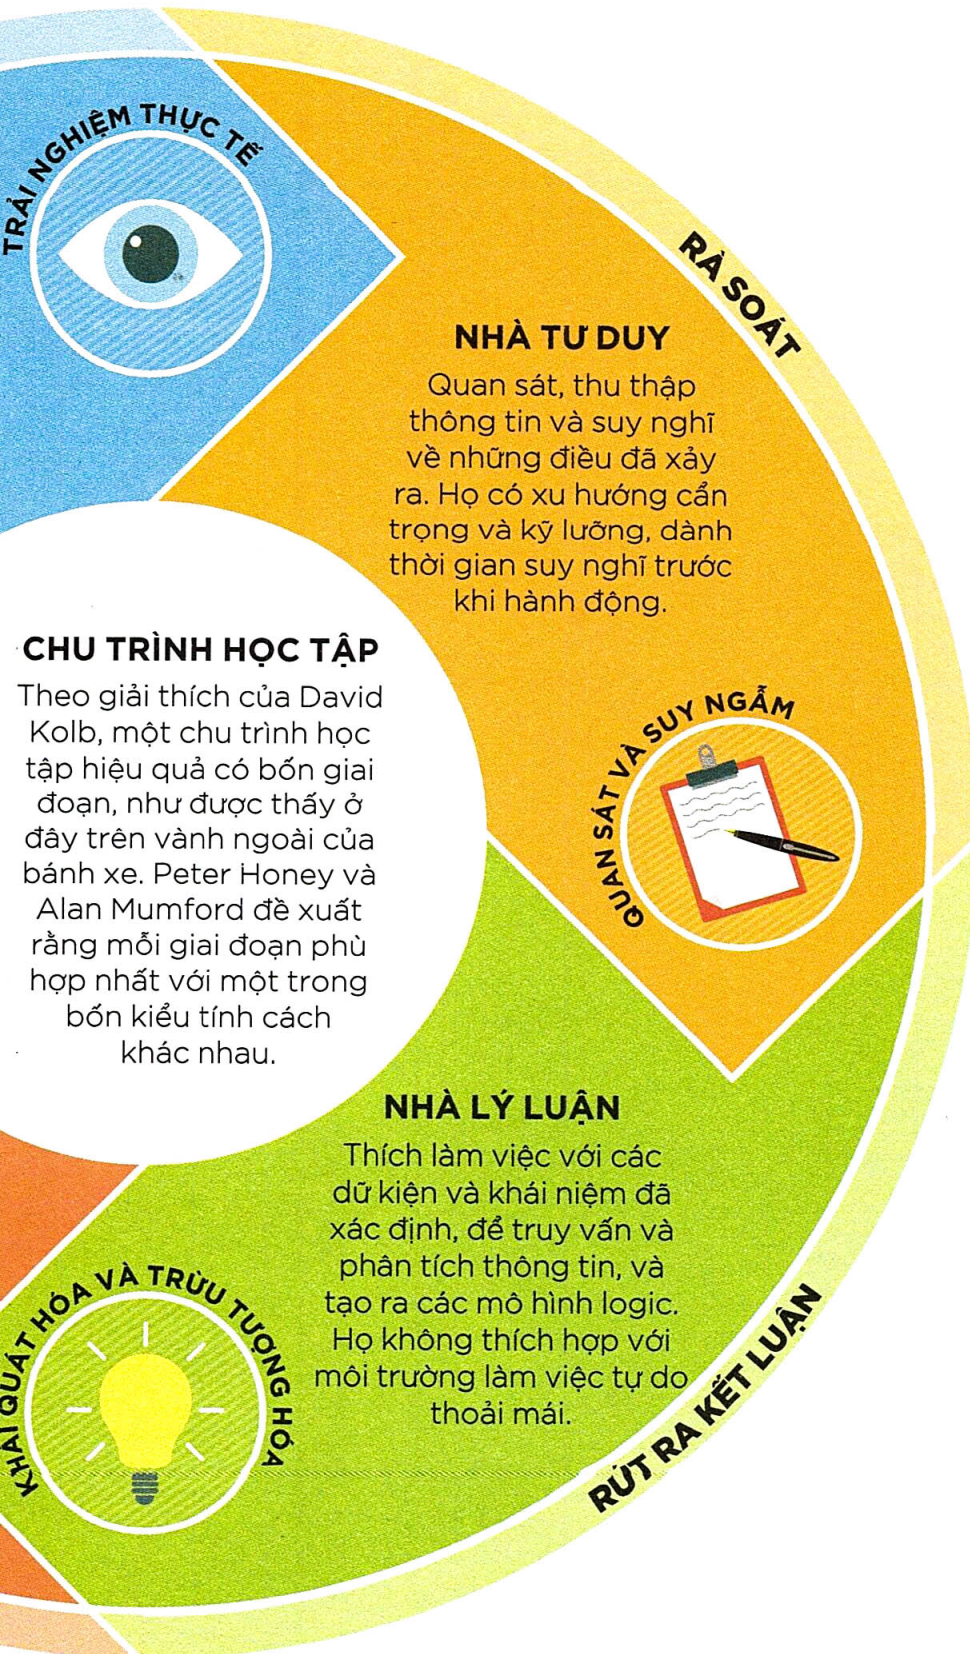 TRẢI NGHIỆM THỰC TẾ
RÀ SOÁT
NHÀ TƯ DUY
Quan sát, thu thập
thông tin và suy nghĩ
về những điều đã xảy
ra. Họ có xu hướng cẩn
trọng và kỹ lưỡng, dành
thời gian suy nghĩ trước
khi hành động.
CHU TRÌNH HỌC TẬP
Theo giải thích của David
Kolb, một chu trình học
tập hiệu quả có bốn giai
đoạn, như được thấy ở
đây trên vành ngoài của
bánh xe. Peter Honey và
Alan Mumford đề xuất
rằng mỗi giai đoạn phù
hợp nhất với một trong
bốn kiểu tính cách
khác nhau.
QUAN SÁT VÀ SUY NGẪM
NHÀ LÝ LUẬN
Thích làm việc với các
dữ kiện và khái niệm đã
xác định, để truy vấn và
phân tích thông tin, và
tạo ra các mô hình logic.
Họ không thích hợp với
môi trường làm việc tự do
thoải mái.
KHÁI QUÁT HÓA VÀ TRỪU TƯỢNG HÓA
RÚT RA KẾT LUẬN